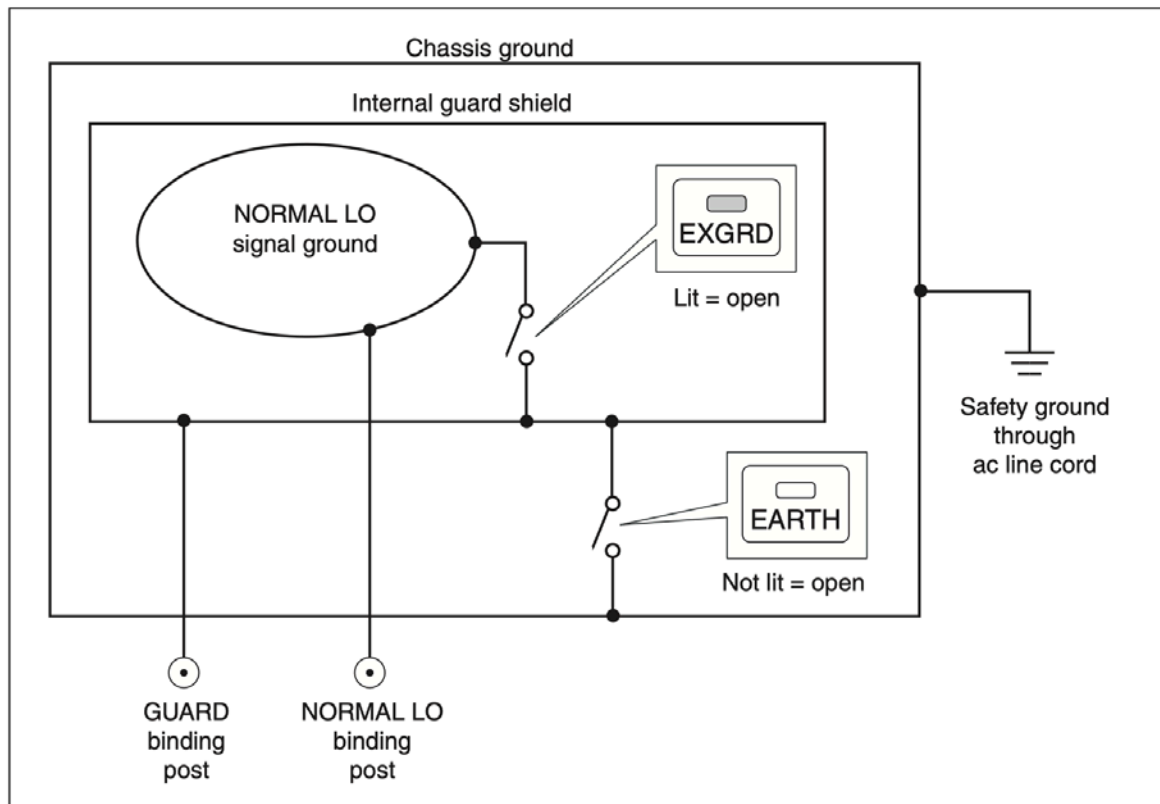 Chassis ground
Internal guard shield
NORMAL LO
signal ground
EXGRD
Lit = open
Safety ground
through
ac line cord
EARTH
Not lit = open
GUARD
binding
post
NORMAL LO
binding
post